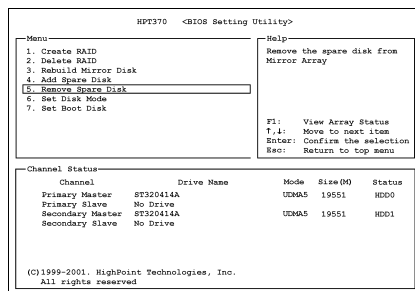 HPT370 <BIOS Setting Utility>
Menu
1. Create RAID
2. Delete RAID
3. Rebuild Mirror Disk
4. Add Spare Disk
5. Remove Spare Disk
6. Set Disk Mode
7. Set Boot Disk
Help
Remove the spare disk from
Mirror Array
F1: View Array Status
↑,↓: Move to next item
Enter: Confirm the selection
Esc: Return to top menu
Channel Status
Channel Drive Name Mode Size(M) Status
Primary Master ST320414A UDMA5 19551 HDD0
Primary Slave No Drive
Secondary Master ST320414A UDMA5 19551 HDD1
Secondary Slave No Drive
(C)1999-2001. HighPoint Technologies, Inc.
All rights reserved